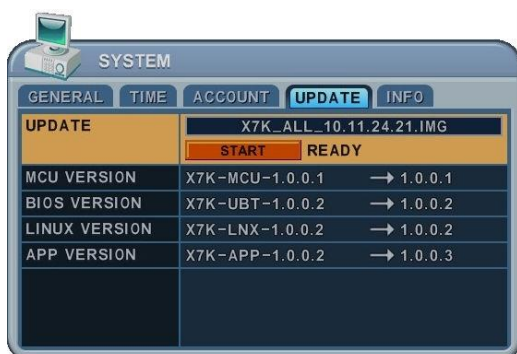 SYSTEM
GENERAL TIME ACCOUNT UPDATE INFO
UPDATE X7K_ALL_10.11.24.21.IMG
START READY
MCU VERSION X7K-MCU-1.0.0.1 → 1.0.0.1
BIOS VERSION X7K-UBT-1.0.0.2 → 1.0.0.2
LINUX VERSION X7K-LNX-1.0.0.2 → 1.0.0.2
APP VERSION X7K-APP-1.0.0.2 → 1.0.0.3